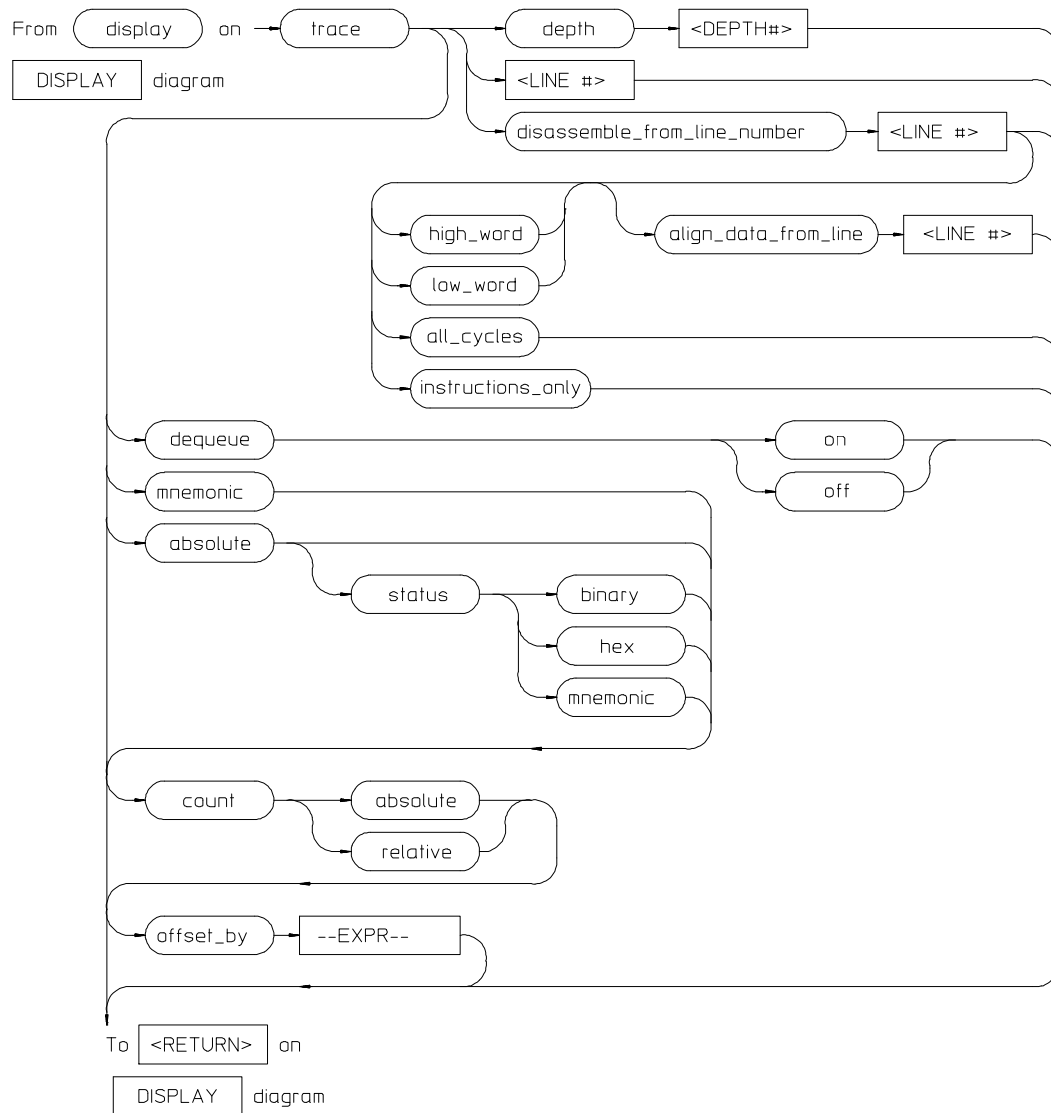 From display on trace depth <DEPTH#>
DISPLAY diagram <LINE #>
disassemble_from_line_number <LINE #>
high_word align_data_from_line <LINE #>
low_word
all_cycles
instructions_only
dequeue on
mnemonic off
absolute
status binary
hex
mnemonic
count absolute
relative
offset_by --EXPR--
To <RETURN> on
DISPLAY diagram